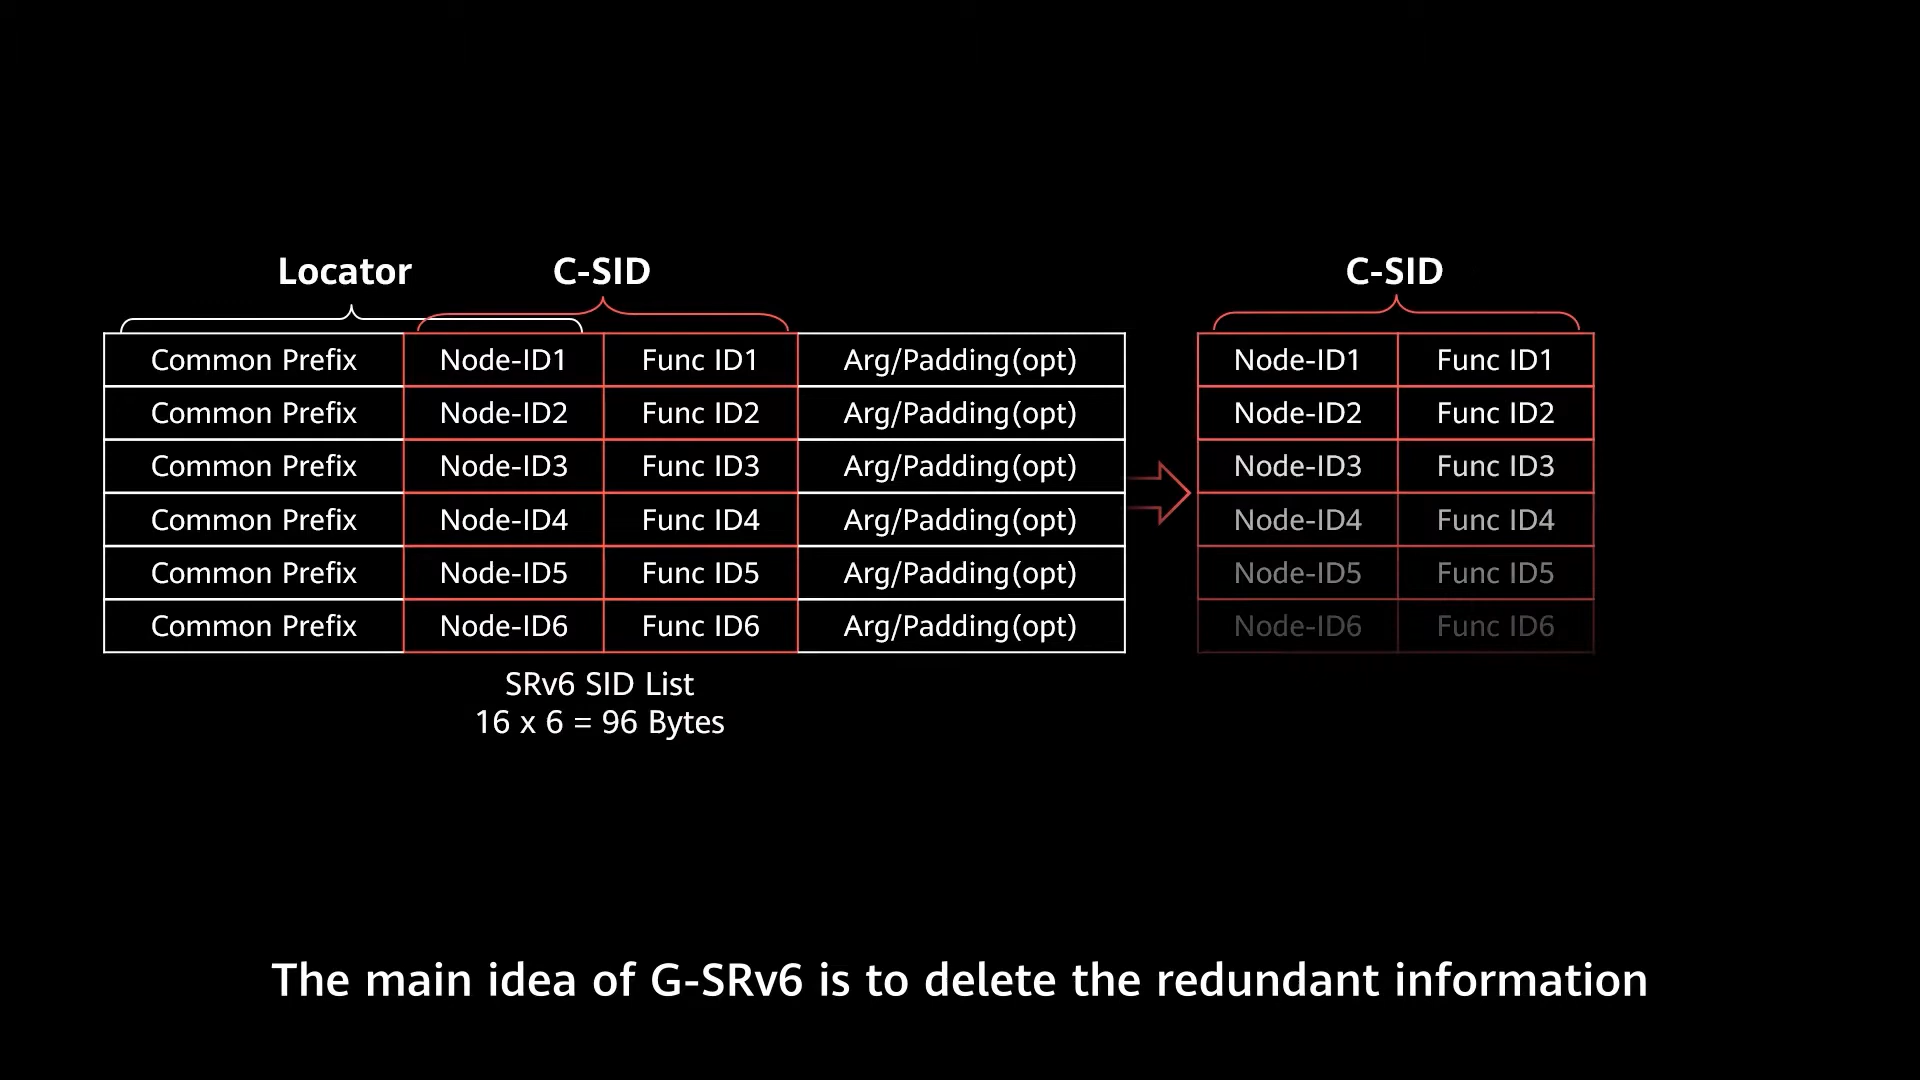 Locator C-SID C-SID
Common Prefix Node-ID1 Func ID1 Arg/Padding(opt) Node-ID1 Func ID1
Common Prefix Node-ID2 Func ID2 Arg/Padding(opt) Node-ID2 Func ID2
Common Prefix Node-ID3 Func ID3 Arg/Padding(opt) Node-ID3 Func ID3
Common Prefix Node-ID4 Func ID4 Arg/Padding(opt) Node-ID4 Func ID4
Common Prefix Node-ID5 Func ID5 Arg/Padding(opt) Node-ID5 Func ID5
Common Prefix Node-ID6 Func ID6 Arg/Padding(opt) Node-ID6 Func ID6
SRv6 SID List
16 x 6 = 96 Bytes
The main idea of G-SRv6 is to delete the redundant information